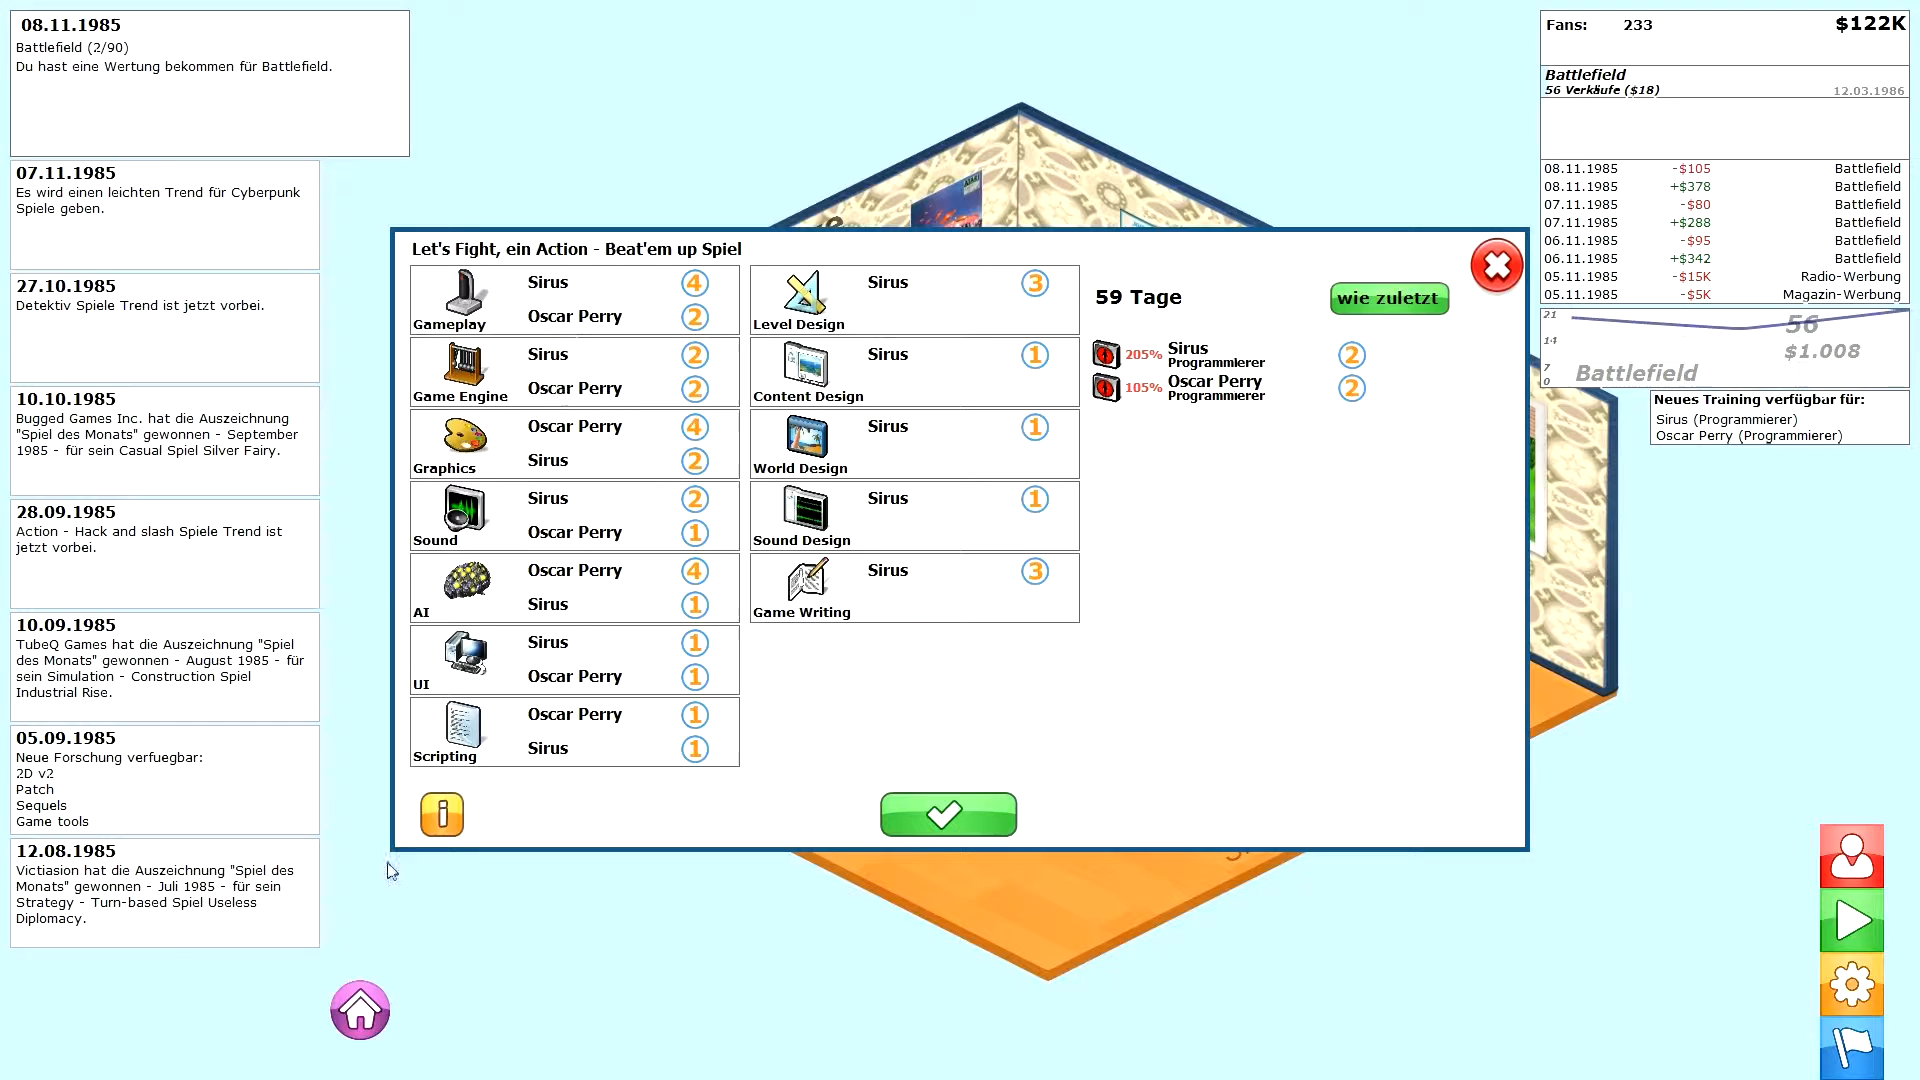 08.11.1985
Battlefield (2/90)
Du hast eine Wertung bekommen für Battlefield.
07.11.1985
Es wird einen leichten Trend für Cyberpunk
Spiele geben.
27.10.1985
Detektiv Spiele Trend ist jetzt vorbei.
10.10.1985
Bugged Games Inc. hat die Auszeichnung
"Spiel des Monats" gewonnen - September
1985 - für sein Casual Spiel Silver Fairy.
28.09.1985
Action - Hack and slash Spiele Trend ist
jetzt vorbei.
10.09.1985
TubeQ Games hat die Auszeichnung "Spiel
des Monats" gewonnen - August 1985 - für
sein Simulation - Construction Spiel
Industrial Rise.
05.09.1985
Neue Forschung verfuegbar:
2D v2
Patch
Sequels
Game tools
12.08.1985
Victiasion hat die Auszeichnung "Spiel des
Monats" gewonnen - Juli 1985 - für sein
Strategy - Turn-based Spiel Useless
Diplomacy.
Let's Fight, ein Action - Beat'em up Spiel
Gameplay
Sirus 4
Oscar Perry 2
Game Engine
Sirus 2
Oscar Perry 2
Graphics
Oscar Perry 4
Sirus 2
Sound
Sirus 2
Oscar Perry 1
AI
Oscar Perry 4
Sirus 1
UI
Sirus 1
Oscar Perry 1
Scripting
Oscar Perry 1
Sirus 1
Level Design
Sirus 3
Content Design
Sirus 1
World Design
Sirus 1
Sound Design
Sirus 1
Game Writing
Sirus 3
59 Tage
wie zuletzt
205% Sirus 2
Programmierer
105% Oscar Perry 2
Programmierer
Fans: 233 $122K
Battlefield
56 Verkäufe ($18) 12.03.1986
08.11.1985 -$105 Battlefield
08.11.1985 +$378 Battlefield
07.11.1985 -$80 Battlefield
07.11.1985 +$288 Battlefield
06.11.1985 -$95 Battlefield
06.11.1985 +$342 Battlefield
05.11.1985 -$15K Radio-Werbung
05.11.1985 -$5K Magazin-Werbung
21
14
7
0
56
$1.008
Battlefield
Neues Training verfügbar für:
Sirus (Programmierer)
Oscar Perry (Programmierer)